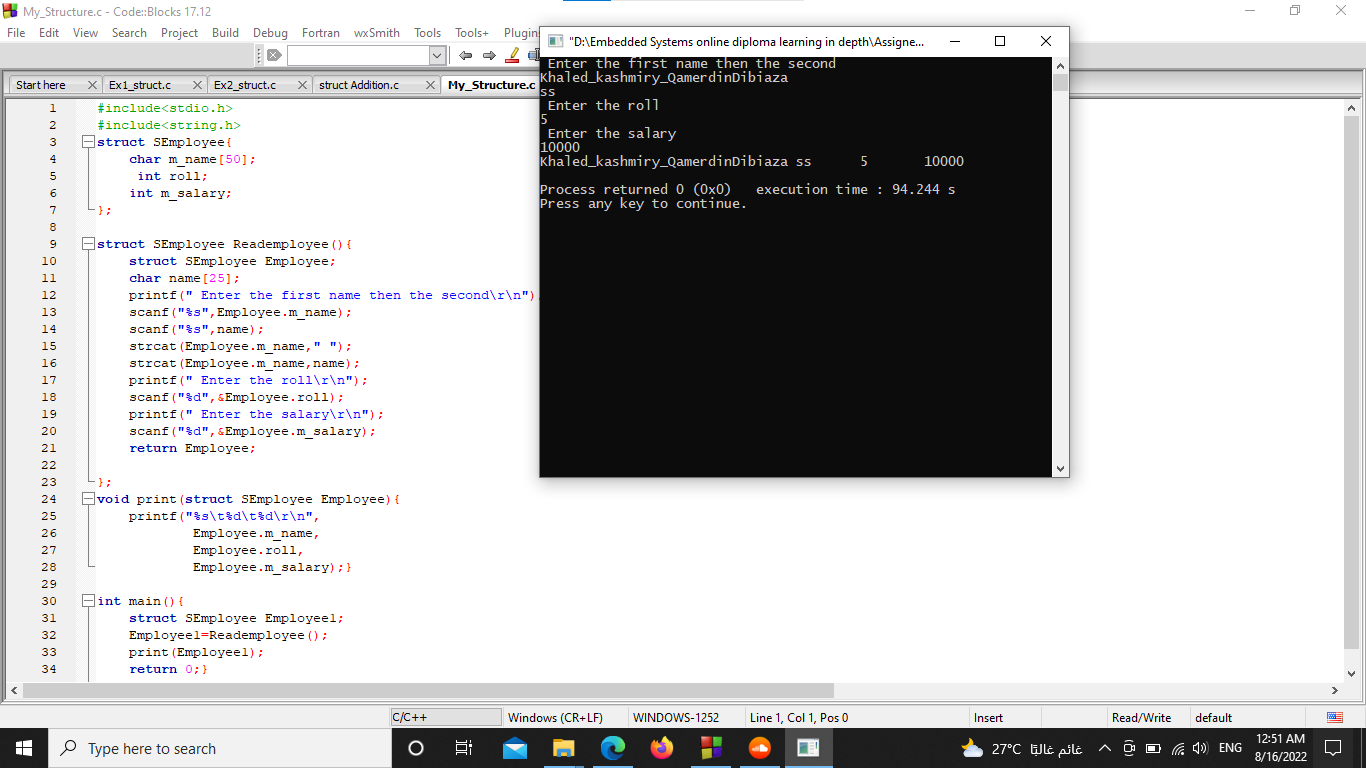 My_Structure.c - Code::Blocks 17.12
File Edit View Search Project Build Debug Fortran wxSmith Tools Tools+ Plugins
Start here Ex1_struct.c Ex2_struct.c struct Addition.c My_Structure.c
1 #include<stdio.h>
2 #include<string.h>
3 struct SEmployee{
4 char m_name[50];
5 int roll;
6 int m_salary;
7 };
8
9 struct SEmployee Reademployee(){
10 struct SEmployee Employee;
11 char name[25];
12 printf(" Enter the first name then the second\r\n")
13 scanf("%s",Employee.m_name);
14 scanf("%s",name);
15 strcat(Employee.m_name," ");
16 strcat(Employee.m_name,name);
17 printf(" Enter the roll\r\n");
18 scanf("%d",&Employee.roll);
19 printf(" Enter the salary\r\n");
20 scanf("%d",&Employee.m_salary);
21 return Employee;
22
23 };
24 void print(struct SEmployee Employee){
25 printf("%s\t%d\t%d\r\n",
26 Employee.m_name,
27 Employee.roll,
28 Employee.m_salary);}
29
30 int main(){
31 struct SEmployee Employee1;
32 Employee1=Reademployee();
33 print(Employee1);
34 return 0;}
"D:\Embedded Systems online diploma learning in depth\Assigne...
Enter the first name then the second
Khaled_kashmiry_QamerdinDibiaza
ss
Enter the roll
5
Enter the salary
10000
Khaled_kashmiry_QamerdinDibiaza ss 5 10000
Process returned 0 (0x0) execution time : 94.244 s
Press any key to continue.
C/C++ Windows (CR+LF) WINDOWS-1252 Line 1, Col 1, Pos 0 Insert Read/Write default
Type here to search
27°C غائم غالبًا ENG 12:51 AM
8/16/2022